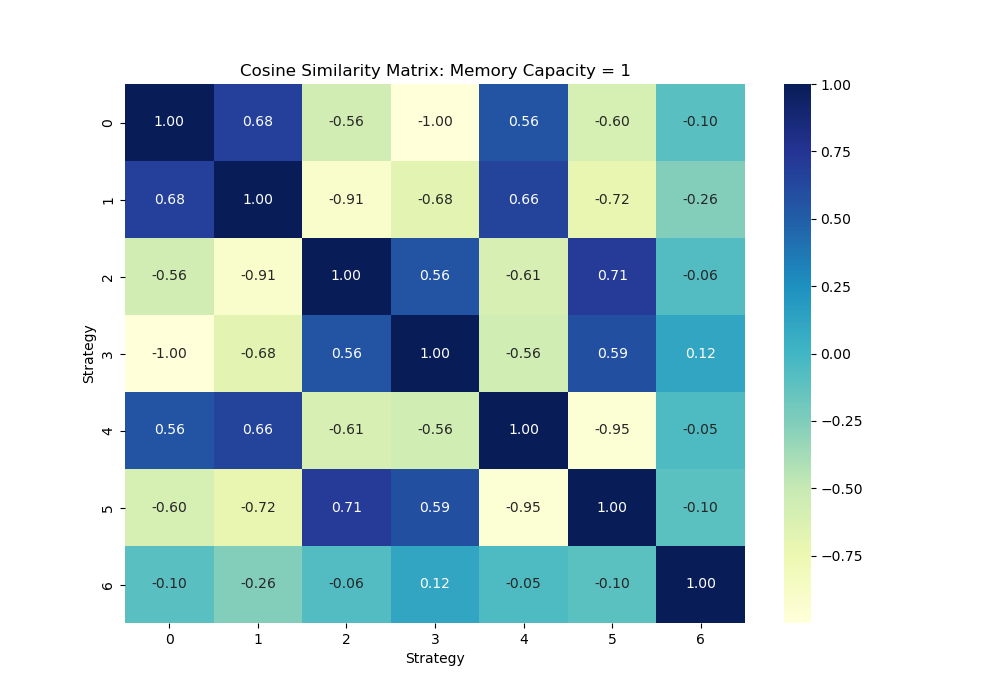 Cosine Similarity Matrix: Memory Capacity = 1
0 1.00 0.68 -0.56 -1.00 0.56 -0.60 -0.10
1 0.68 1.00 -0.91 -0.68 0.66 -0.72 -0.26
2 -0.56 -0.91 1.00 0.56 -0.61 0.71 -0.06
3 -1.00 -0.68 0.56 1.00 -0.56 0.59 0.12
4 0.56 0.66 -0.61 -0.56 1.00 -0.95 -0.05
5 -0.60 -0.72 0.71 0.59 -0.95 1.00 -0.10
6 -0.10 -0.26 -0.06 0.12 -0.05 -0.10 1.00
0 1 2 3 4 5 6
Strategy
Strategy
1.00
0.75
0.50
0.25
0.00
−0.25
−0.50
−0.75